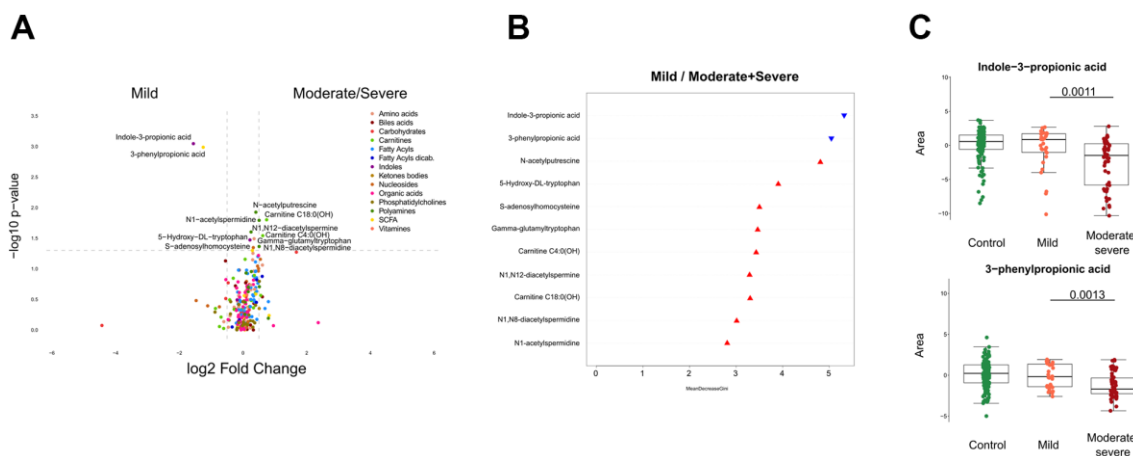 A
Mild
Moderate/Severe
Indole-3-propionic acid
3-phenylpropionic acid
N-acetylputrescine
Carnitine C18:0(OH)
N1-acetylspermidine
N1,N12-diacetylspermine
5-Hydroxy-DL-tryptophan
Carnitine C4:0(OH)
Gamma-glutamyltryptophan
S-adenosylhomocysteine
N1,N8-diacetylspermidine
Amino acids
Biles acids
Carbohydrates
Carnitines
Fatty Acyls
Fatty Acyls dicab.
Indoles
Ketones bodies
Nucleosides
Organic acids
Phosphatidylcholines
Polyamines
SCFA
Vitamines
−log10 p-value
3.5
3.0
2.5
2.0
1.5
1.0
0.5
0.0
−6
−4
−2
0
2
4
6
log2 Fold Change
B
Mild / Moderate+Severe
Indole-3-propionic acid
3-phenylpropionic acid
N-acetylputrescine
5-Hydroxy-DL-tryptophan
S-adenosylhomocysteine
Gamma-glutamyltryptophan
Carnitine C4:0(OH)
N1,N12-diacetylspermine
Carnitine C18:0(OH)
N1,N8-diacetylspermidine
N1-acetylspermidine
0
1
2
3
4
5
MeanDecreaseGini
C
Indole−3−propionic acid
0.0011
Area
10
5
0
−5
−10
Control
Mild
Moderate
severe
3−phenylpropionic acid
0.0013
Area
10
5
0
−5
Control
Mild
Moderate
severe